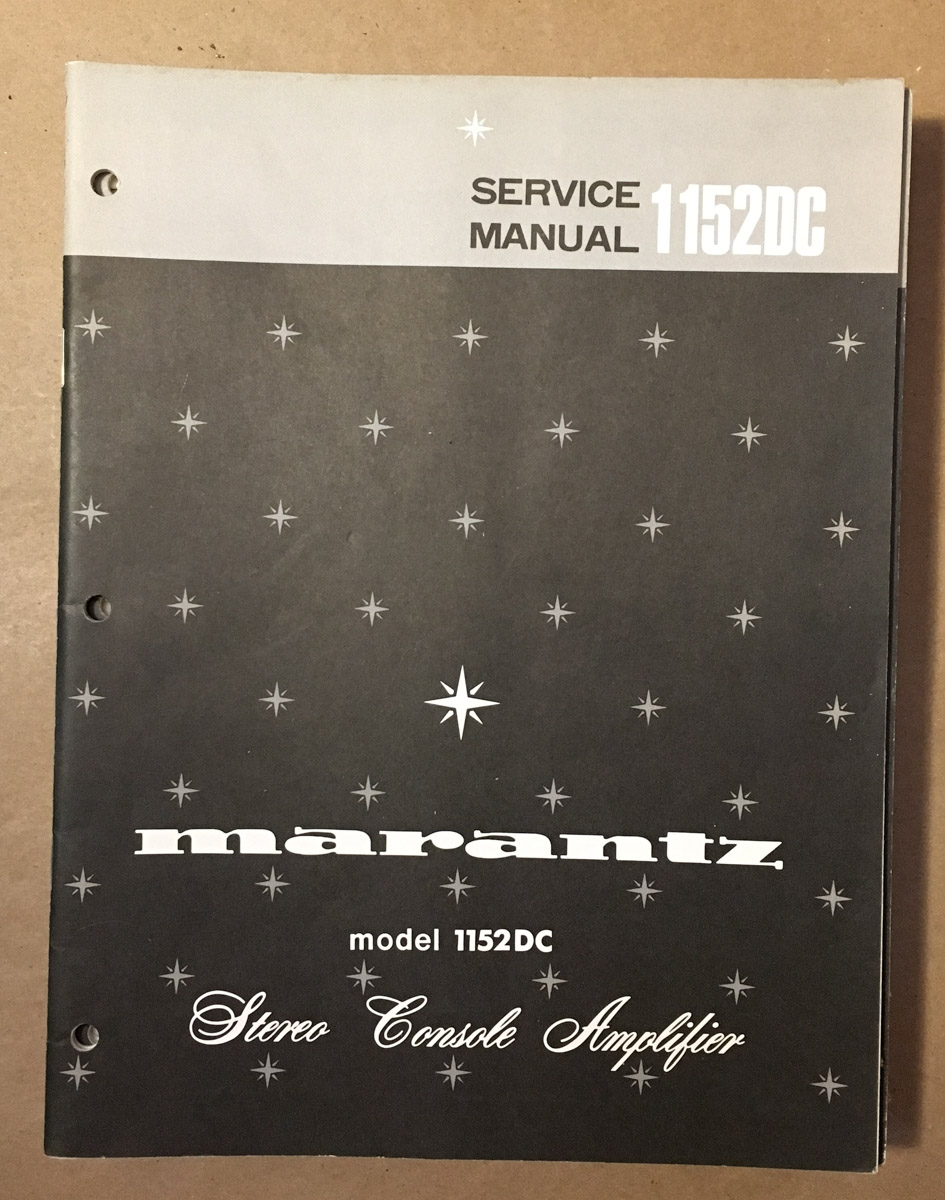 SERVICE
MANUAL 1152DC
marantz
model 1152DC
Stereo Console Amplifier